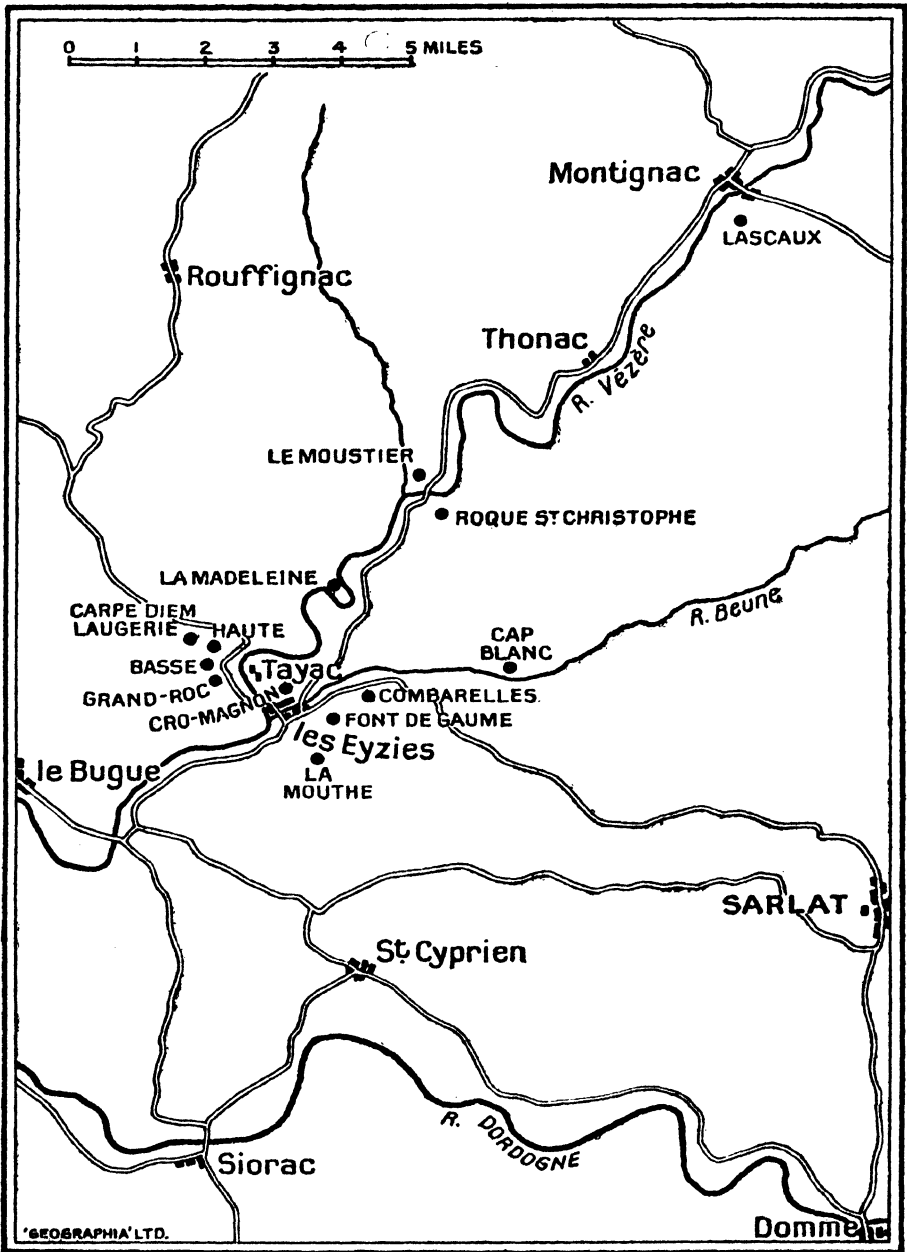 0 1 2 3 4 5 MILES
Montignac
LASCAUX
Rouffignac
Thonac
R. Vézère
LE MOUSTIER
ROQUE ST CHRISTOPHE
LA MADELEINE
R. Beune
CARPE DIEM
LAUGERIE
HAUTE
CAP
BLANC
BASSE
Tayac
GRAND-ROC
COMBARELLES
CRO-MAGNON
FONT DE GAUME
les Eyzies
le Bugue
LA
MOUTHE
SARLAT
St. Cyprien
R. DORDOGNE
Siorac
Domme
'GEOGRAPHIA' LTD.